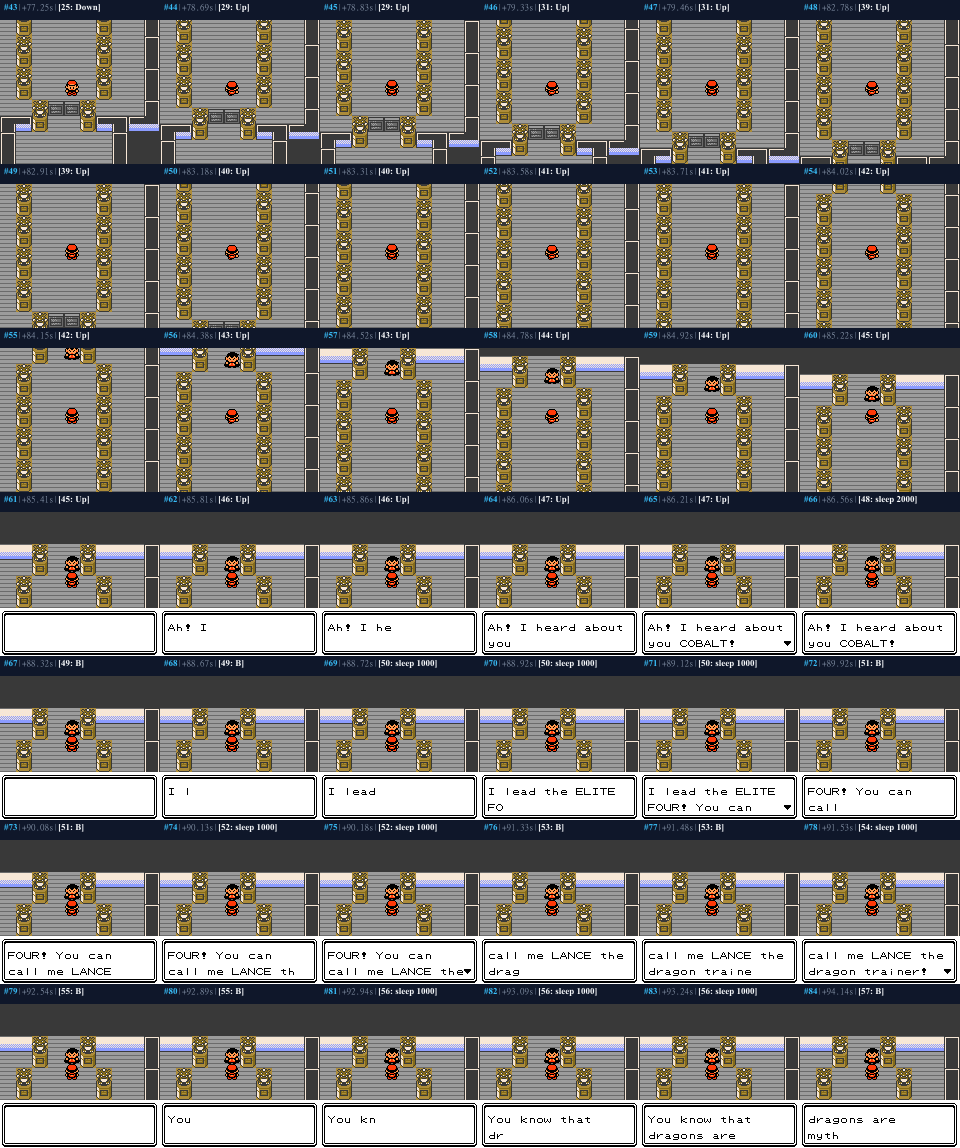 #43|+77.25s| [25: Down] #44|+78.69s| [29: Up] #45|+78.83s| [29: Up] #46|+79.33s| [31: Up] #47|+79.46s| [31: Up] #48|+82.78s| [39: Up]
#49|+82.91s| [39: Up] #50|+83.18s| [40: Up] #51|+83.31s| [40: Up] #52|+83.58s| [41: Up] #53|+83.71s| [41: Up] #54|+84.02s| [42: Up]
#55|+84.15s| [42: Up] #56|+84.38s| [43: Up] #57|+84.52s| [43: Up] #58|+84.78s| [44: Up] #59|+84.92s| [44: Up] #60|+85.22s| [45: Up]
#61|+85.41s| [45: Up] #62|+85.81s| [46: Up] #63|+85.86s| [46: Up] #64|+86.06s| [47: Up] #65|+86.21s| [47: Up] #66|+86.56s| [48: sleep 2000]
Ah! I
Ah! I he
Ah! I heard about
you
Ah! I heard about
you COBALT!
Ah! I heard about
you COBALT!
#67|+88.32s| [49: B] #68|+88.67s| [49: B] #69|+88.72s| [50: sleep 1000] #70|+88.92s| [50: sleep 1000] #71|+89.12s| [50: sleep 1000] #72|+89.92s| [51: B]
I l
I lead
I lead the ELITE
FO
I lead the ELITE
FOUR! You can
FOUR! You can
call
#73|+90.08s| [51: B] #74|+90.13s| [52: sleep 1000] #75|+90.18s| [52: sleep 1000] #76|+91.33s| [53: B] #77|+91.48s| [53: B] #78|+91.53s| [54: sleep 1000]
FOUR! You can
call me LANCE
FOUR! You can
call me LANCE th
FOUR! You can
call me LANCE the
call me LANCE the
drag
call me LANCE the
dragon traine
call me LANCE the
dragon trainer!
#79|+92.54s| [55: B] #80|+92.89s| [55: B] #81|+92.94s| [56: sleep 1000] #82|+93.09s| [56: sleep 1000] #83|+93.24s| [56: sleep 1000] #84|+94.14s| [57: B]
You
You kn
You know that
dr
You know that
dragons are
dragons are
myth